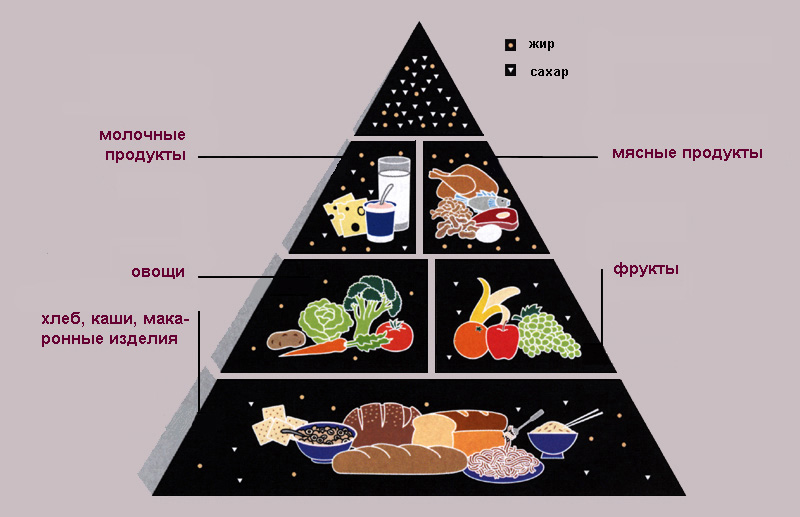 жир
сахар
молочные
продукты
мясные продукты
овощи
фрукты
хлеб, каши, мака-
ронные изделия